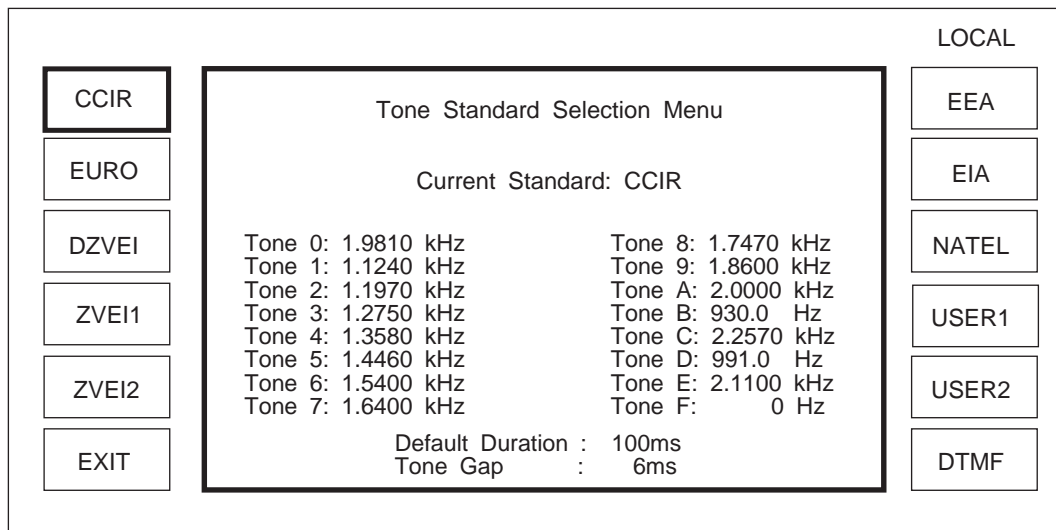 LOCAL
CCIR
EURO
DZVEI
ZVEI1
ZVEI2
EXIT
Tone Standard Selection Menu
Current Standard: CCIR
Tone 0: 1.9810 kHz
Tone 1: 1.1240 kHz
Tone 2: 1.1970 kHz
Tone 3: 1.2750 kHz
Tone 4: 1.3580 kHz
Tone 5: 1.4460 kHz
Tone 6: 1.5400 kHz
Tone 7: 1.6400 kHz
Tone 8: 1.7470 kHz
Tone 9: 1.8600 kHz
Tone A: 2.0000 kHz
Tone B: 930.0 Hz
Tone C: 2.2570 kHz
Tone D: 991.0 Hz
Tone E: 2.1100 kHz
Tone F: 0 Hz
Default Duration : 100ms
Tone Gap : 6ms
EEA
EIA
NATEL
USER1
USER2
DTMF